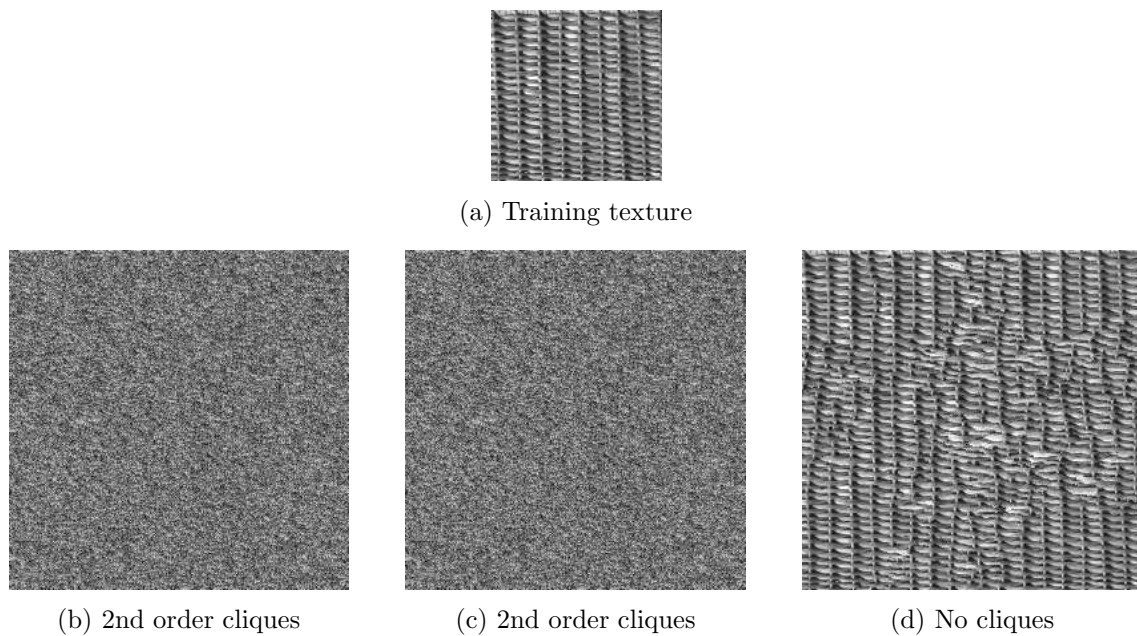 (a) Training texture
(b) 2nd order cliques
(c) 2nd order cliques
(d) No cliques